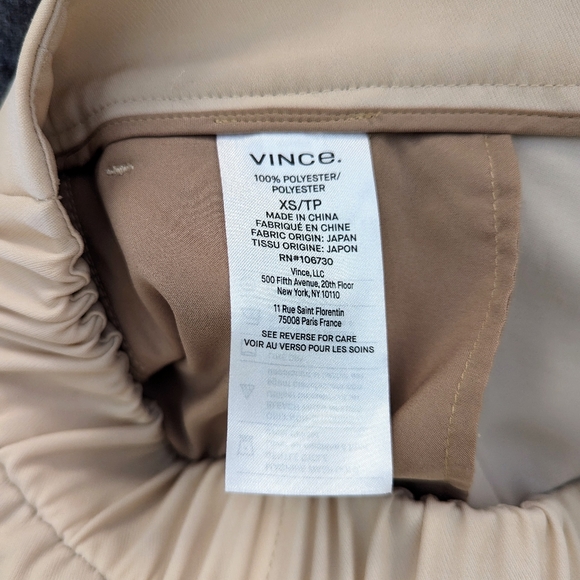 VINCE.
100% POLYESTER/
POLYESTER
XS/TP
MADE IN CHINA
FABRIQUÉ EN CHINE
FABRIC ORIGIN: JAPAN
TISSU ORIGINE: JAPON
RN#106730
Vince, LLC
500 Fifth Avenue, 20th Floor
New York, NY 10110
11 Rue Saint Florentin
75008 Paris France
SEE REVERSE FOR CARE
VOIR AU VERSO POUR LES SOINS